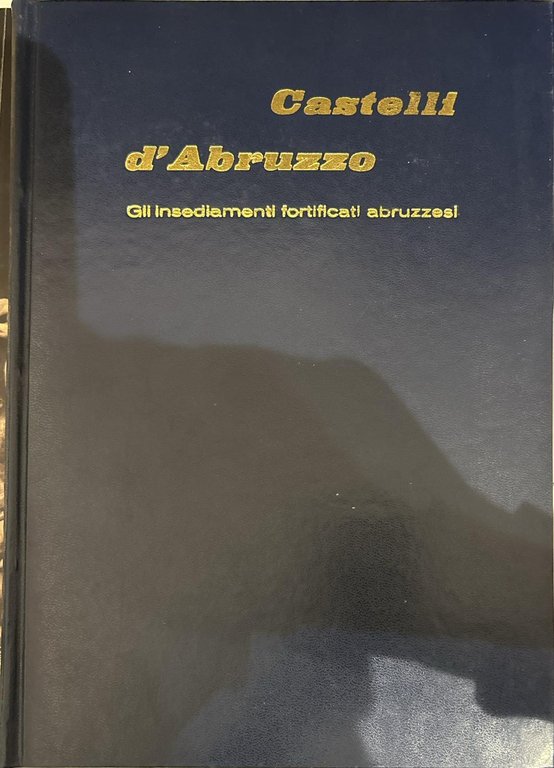 Castelli
d'Abruzzo
Gli insediamenti fortificati abruzzesi